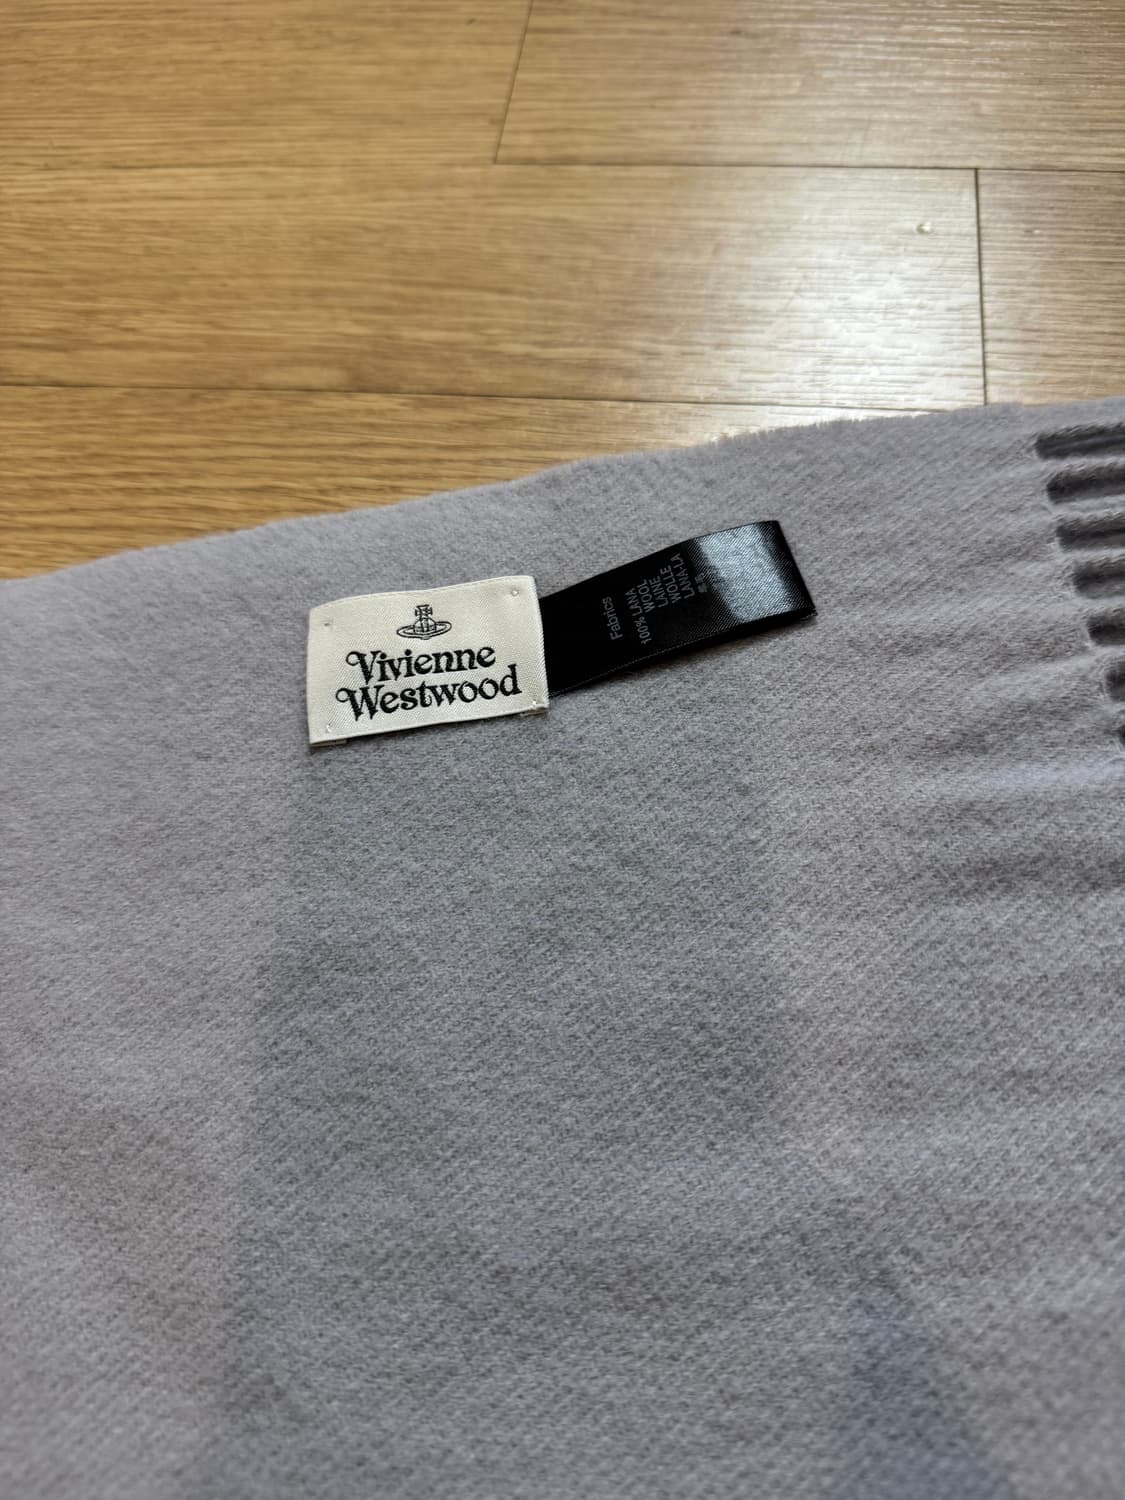 Vivienne
Westwood
Fabrics
100% LANA
WOOL
LAINE
WOLLE
LANA-LA